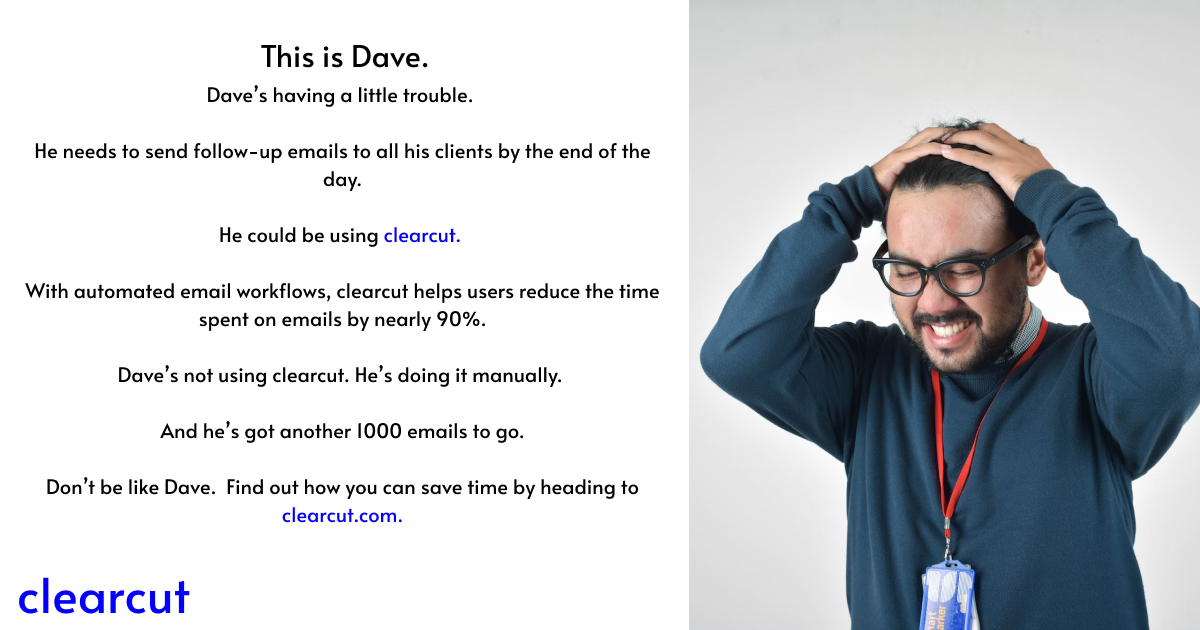 This is Dave.
Dave’s having a little trouble.
He needs to send follow-up emails to all his clients by the end of the
day.
He could be using clearcut.
With automated email workflows, clearcut helps users reduce the time
spent on emails by nearly 90%.
Dave’s not using clearcut. He’s doing it manually.
And he’s got another 1000 emails to go.
Don’t be like Dave.  Find out how you can save time by heading to
clearcut.com.
clearcut